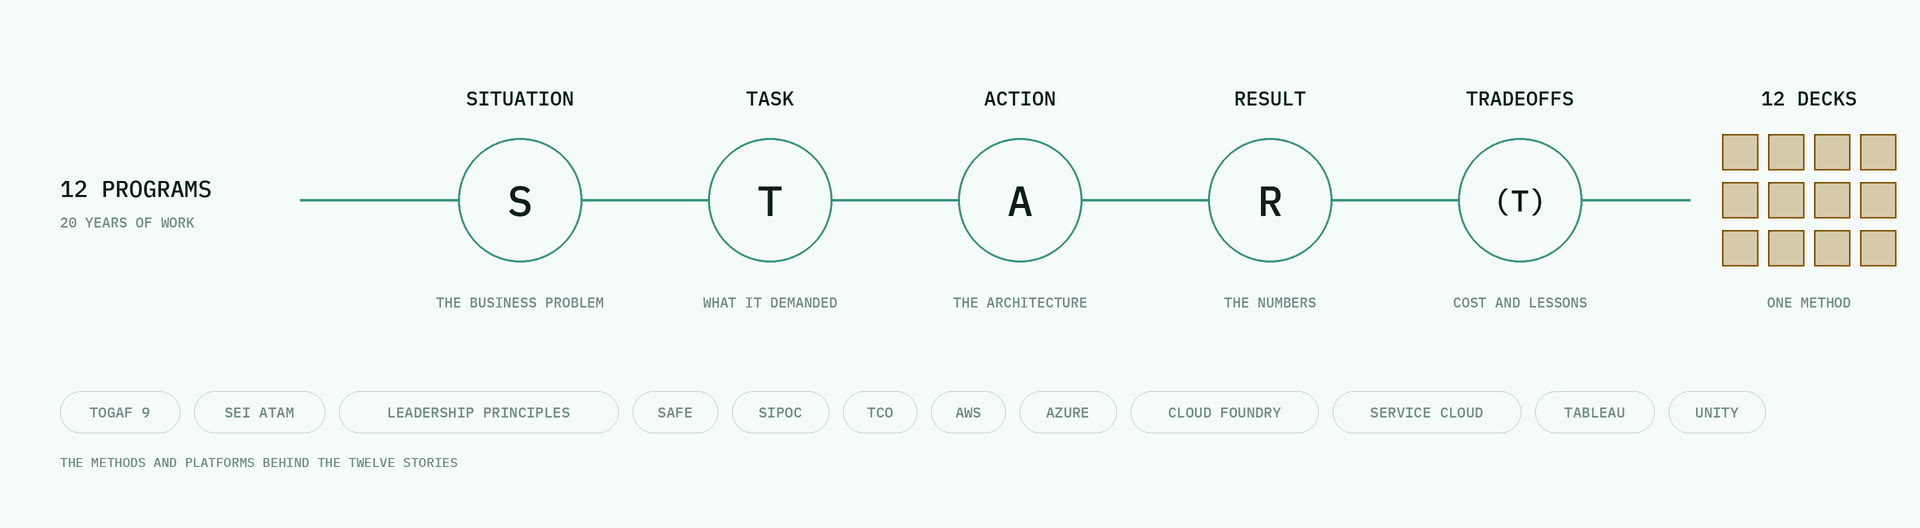 12 PROGRAMS
20 YEARS OF WORK
SITUATION
S
THE BUSINESS PROBLEM
TASK
T
WHAT IT DEMANDED
ACTION
A
THE ARCHITECTURE
RESULT
R
THE NUMBERS
TRADEOFFS
(T)
COST AND LESSONS
12 DECKS
ONE METHOD
TOGAF 9
SEI ATAM
LEADERSHIP PRINCIPLES
SAFE
SIPOC
TCO
AWS
AZURE
CLOUD FOUNDRY
SERVICE CLOUD
TABLEAU
UNITY
THE METHODS AND PLATFORMS BEHIND THE TWELVE STORIES